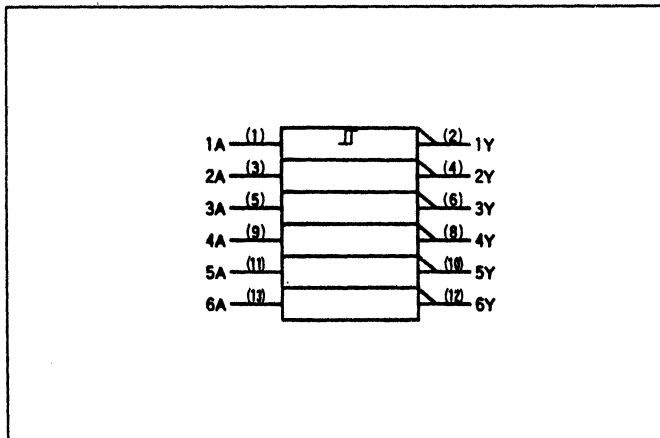 1A (1) (2) 1Y
2A (3) (4) 2Y
3A (5) (6) 3Y
4A (9) (8) 4Y
5A (11) (10) 5Y
6A (13) (12) 6Y